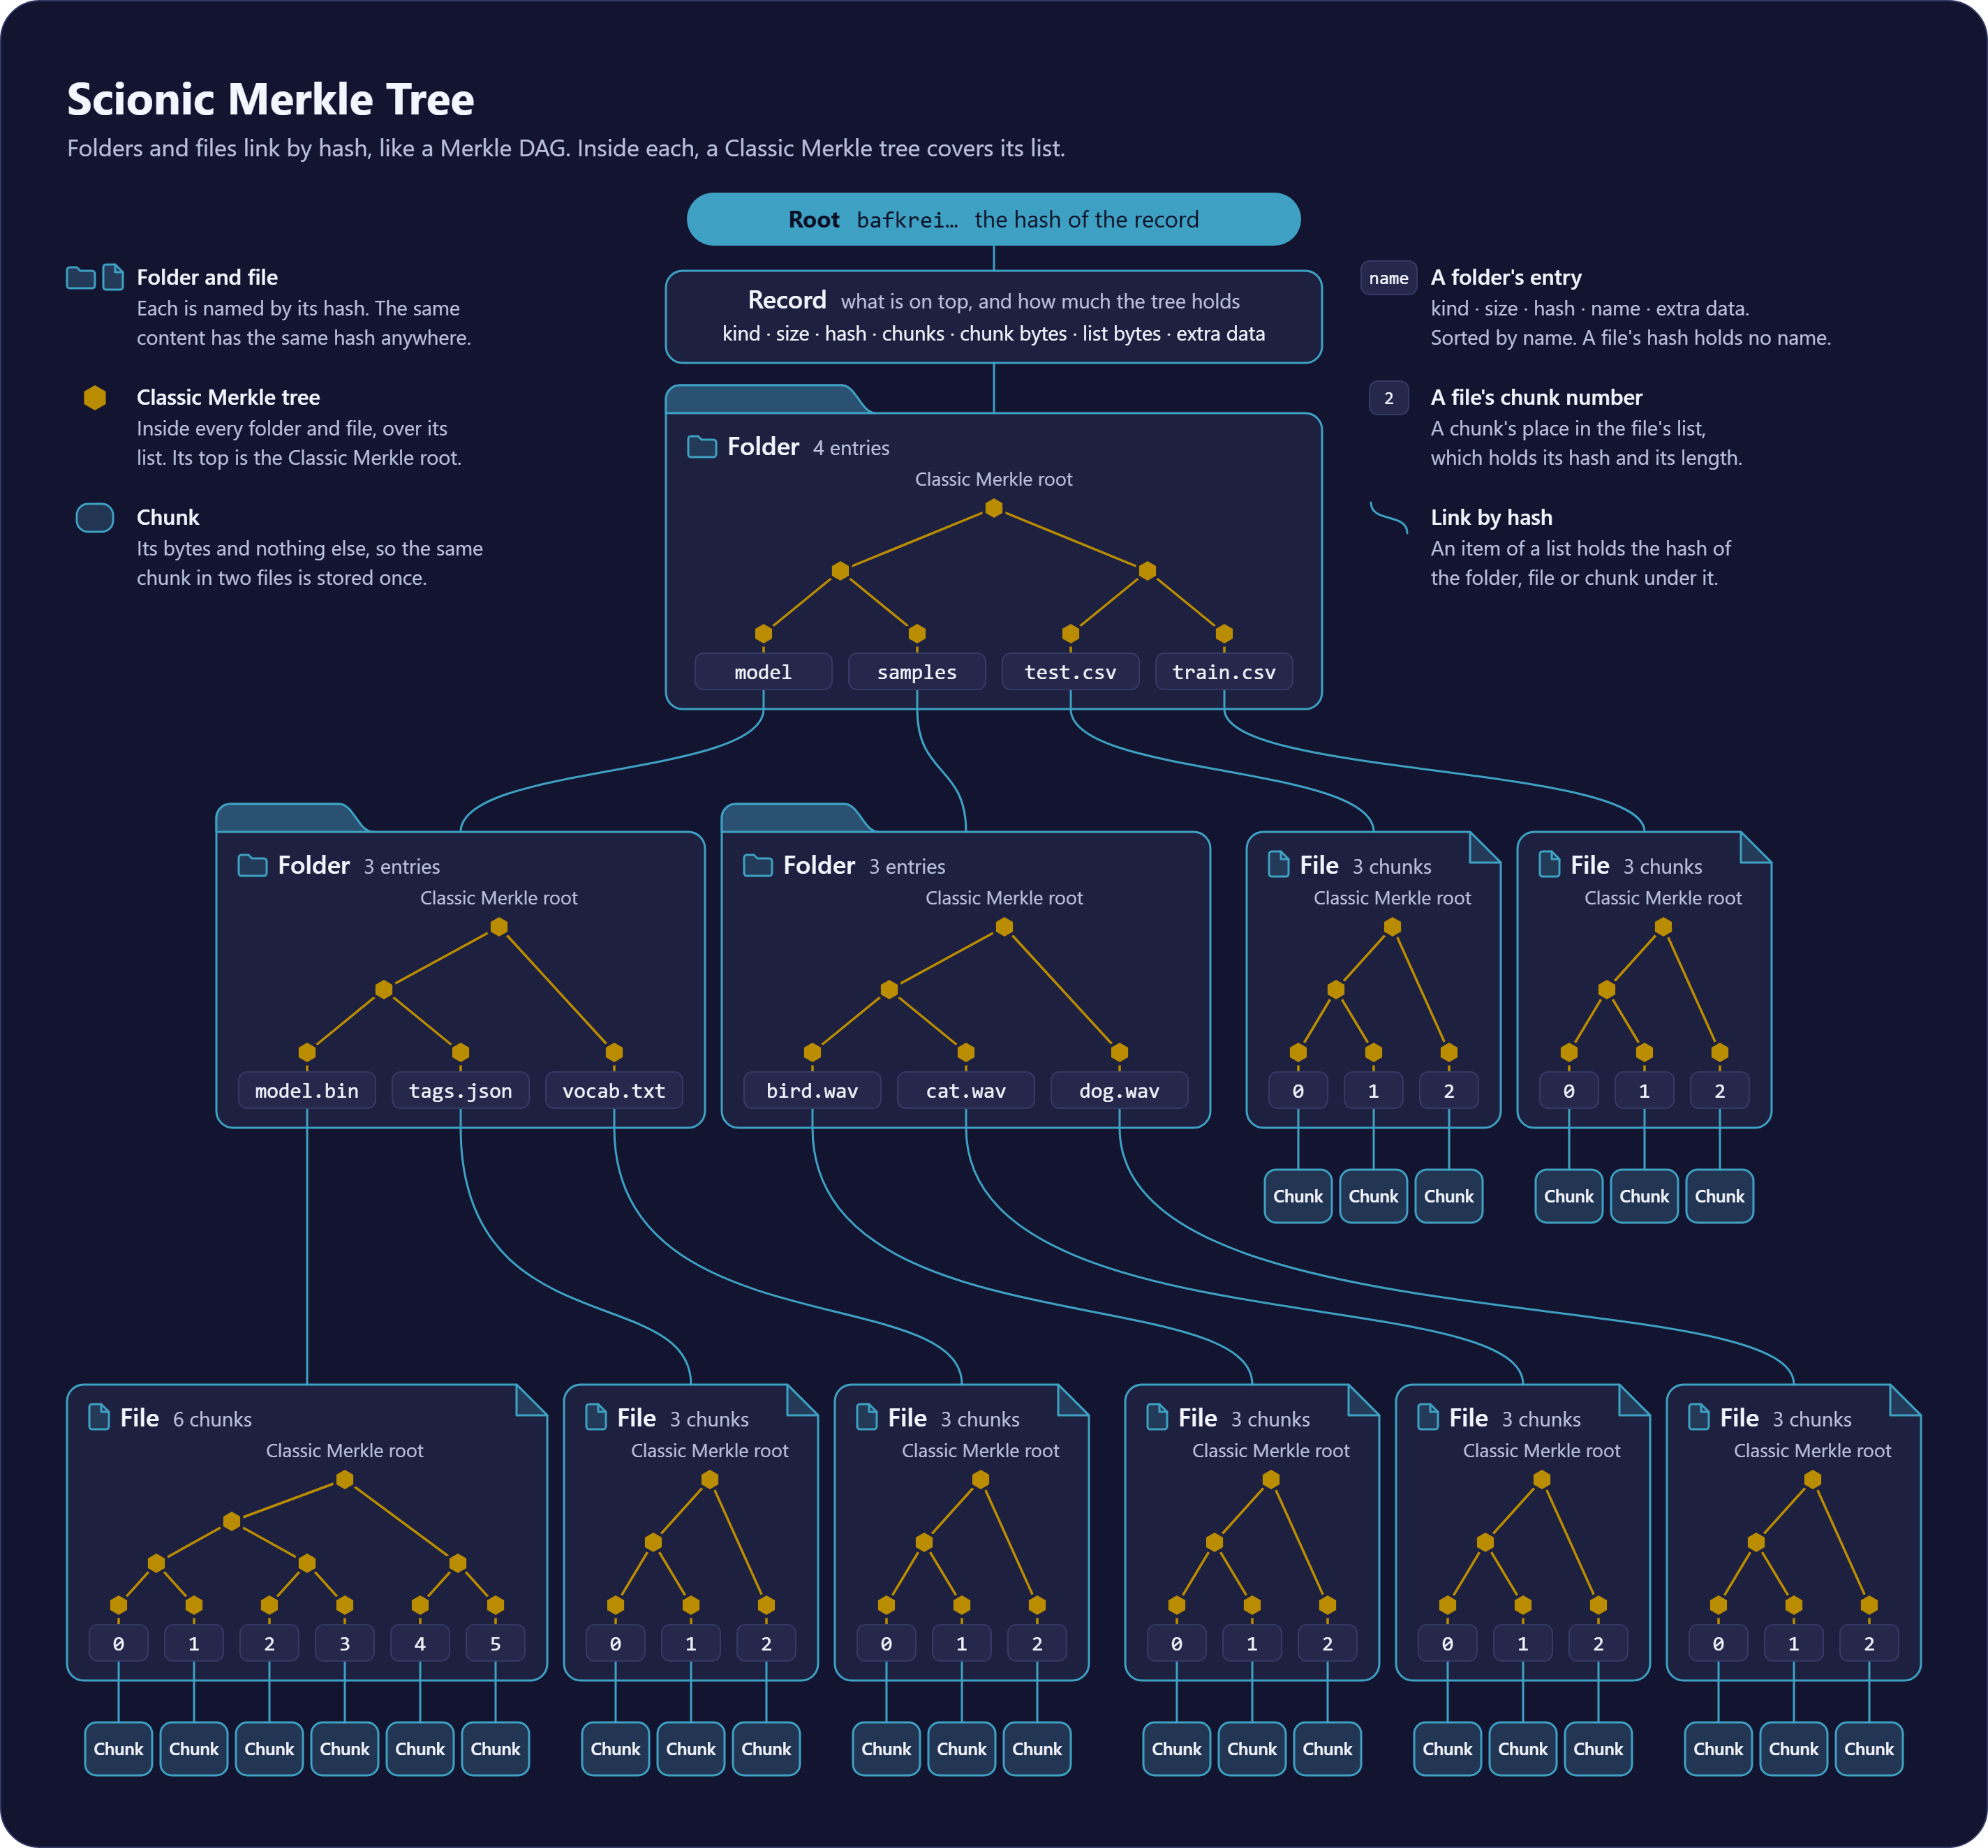 Scionic Merkle Tree
Folders and files link by hash, like a Merkle DAG. Inside each, a Classic Merkle tree covers its list.
Root bafkrei… the hash of the record
Folder and file
Each is named by its hash. The same
content has the same hash anywhere.
Classic Merkle tree
Inside every folder and file, over its
list. Its top is the Classic Merkle root.
Chunk
Its bytes and nothing else, so the same
chunk in two files is stored once.
Record what is on top, and how much the tree holds
kind · size · hash · chunks · chunk bytes · list bytes · extra data
name A folder's entry
kind · size · hash · name · extra data.
Sorted by name. A file's hash holds no name.
2 A file's chunk number
A chunk's place in the file's list,
which holds its hash and its length.
Link by hash
An item of a list holds the hash of
the folder, file or chunk under it.
Folder 4 entries
Classic Merkle root
model samples test.csv train.csv
Folder 3 entries
Classic Merkle root
model.bin tags.json vocab.txt
Folder 3 entries
Classic Merkle root
bird.wav cat.wav dog.wav
File 3 chunks
Classic Merkle root
0 1 2
Chunk Chunk Chunk
File 3 chunks
Classic Merkle root
0 1 2
Chunk Chunk Chunk
File 6 chunks
Classic Merkle root
0 1 2 3 4 5
Chunk Chunk Chunk Chunk Chunk Chunk
File 3 chunks
Classic Merkle root
0 1 2
Chunk Chunk Chunk
File 3 chunks
Classic Merkle root
0 1 2
Chunk Chunk Chunk
File 3 chunks
Classic Merkle root
0 1 2
Chunk Chunk Chunk
File 3 chunks
Classic Merkle root
0 1 2
Chunk Chunk Chunk
File 3 chunks
Classic Merkle root
0 1 2
Chunk Chunk Chunk